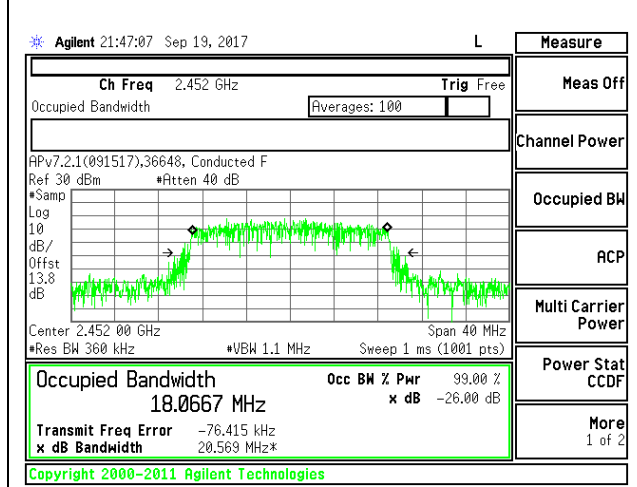 Agilent 21:47:07 Sep 19, 2017 L
Measure
Ch Freq 2.452 GHz Trig Free
Occupied Bandwidth Averages: 100
Meas Off
Channel Power
Occupied BW
ACP
Multi Carrier
Power
Power Stat
CCDF
More
1 of 2
APv7.2.1(091517),36648, Conducted F
Ref 30 dBm #Atten 40 dB
#Samp
Log
10
dB/
Offst
13.8
dB
Center 2.452 00 GHz Span 40 MHz
#Res BW 360 kHz #VBW 1.1 MHz Sweep 1 ms (1001 pts)
Occupied Bandwidth Occ BW % Pwr 99.00 %
18.0667 MHz x dB -26.00 dB
Transmit Freq Error -76.415 kHz
x dB Bandwidth 20.569 MHz*
Copyright 2000-2011 Agilent Technologies